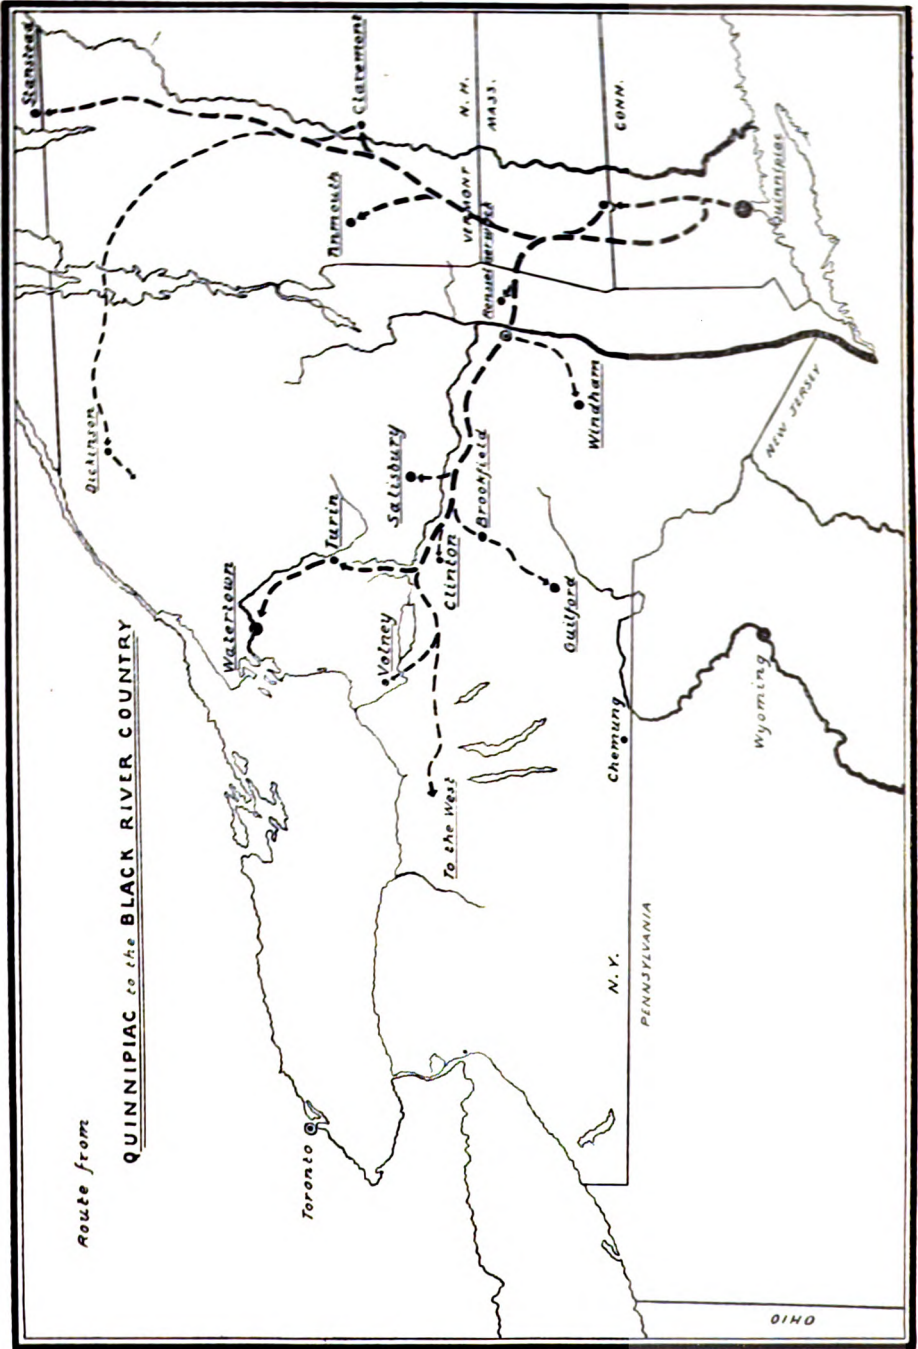 Route from
QUINNIPIAC to the BLACK RIVER COUNTRY
Stanstead
Claremont
Tinmouth
N.H.
MASS.
VERMONT
CONN.
Quinnipiac
Dickinson
Windham
NEW JERSEY
Salisbury
Brookfield
Turin
Clinton
Guilford
Watertown
Volney
To the West
Chemung
Wyoming
N.Y.
PENNSYLVANIA
Toronto
OHIO